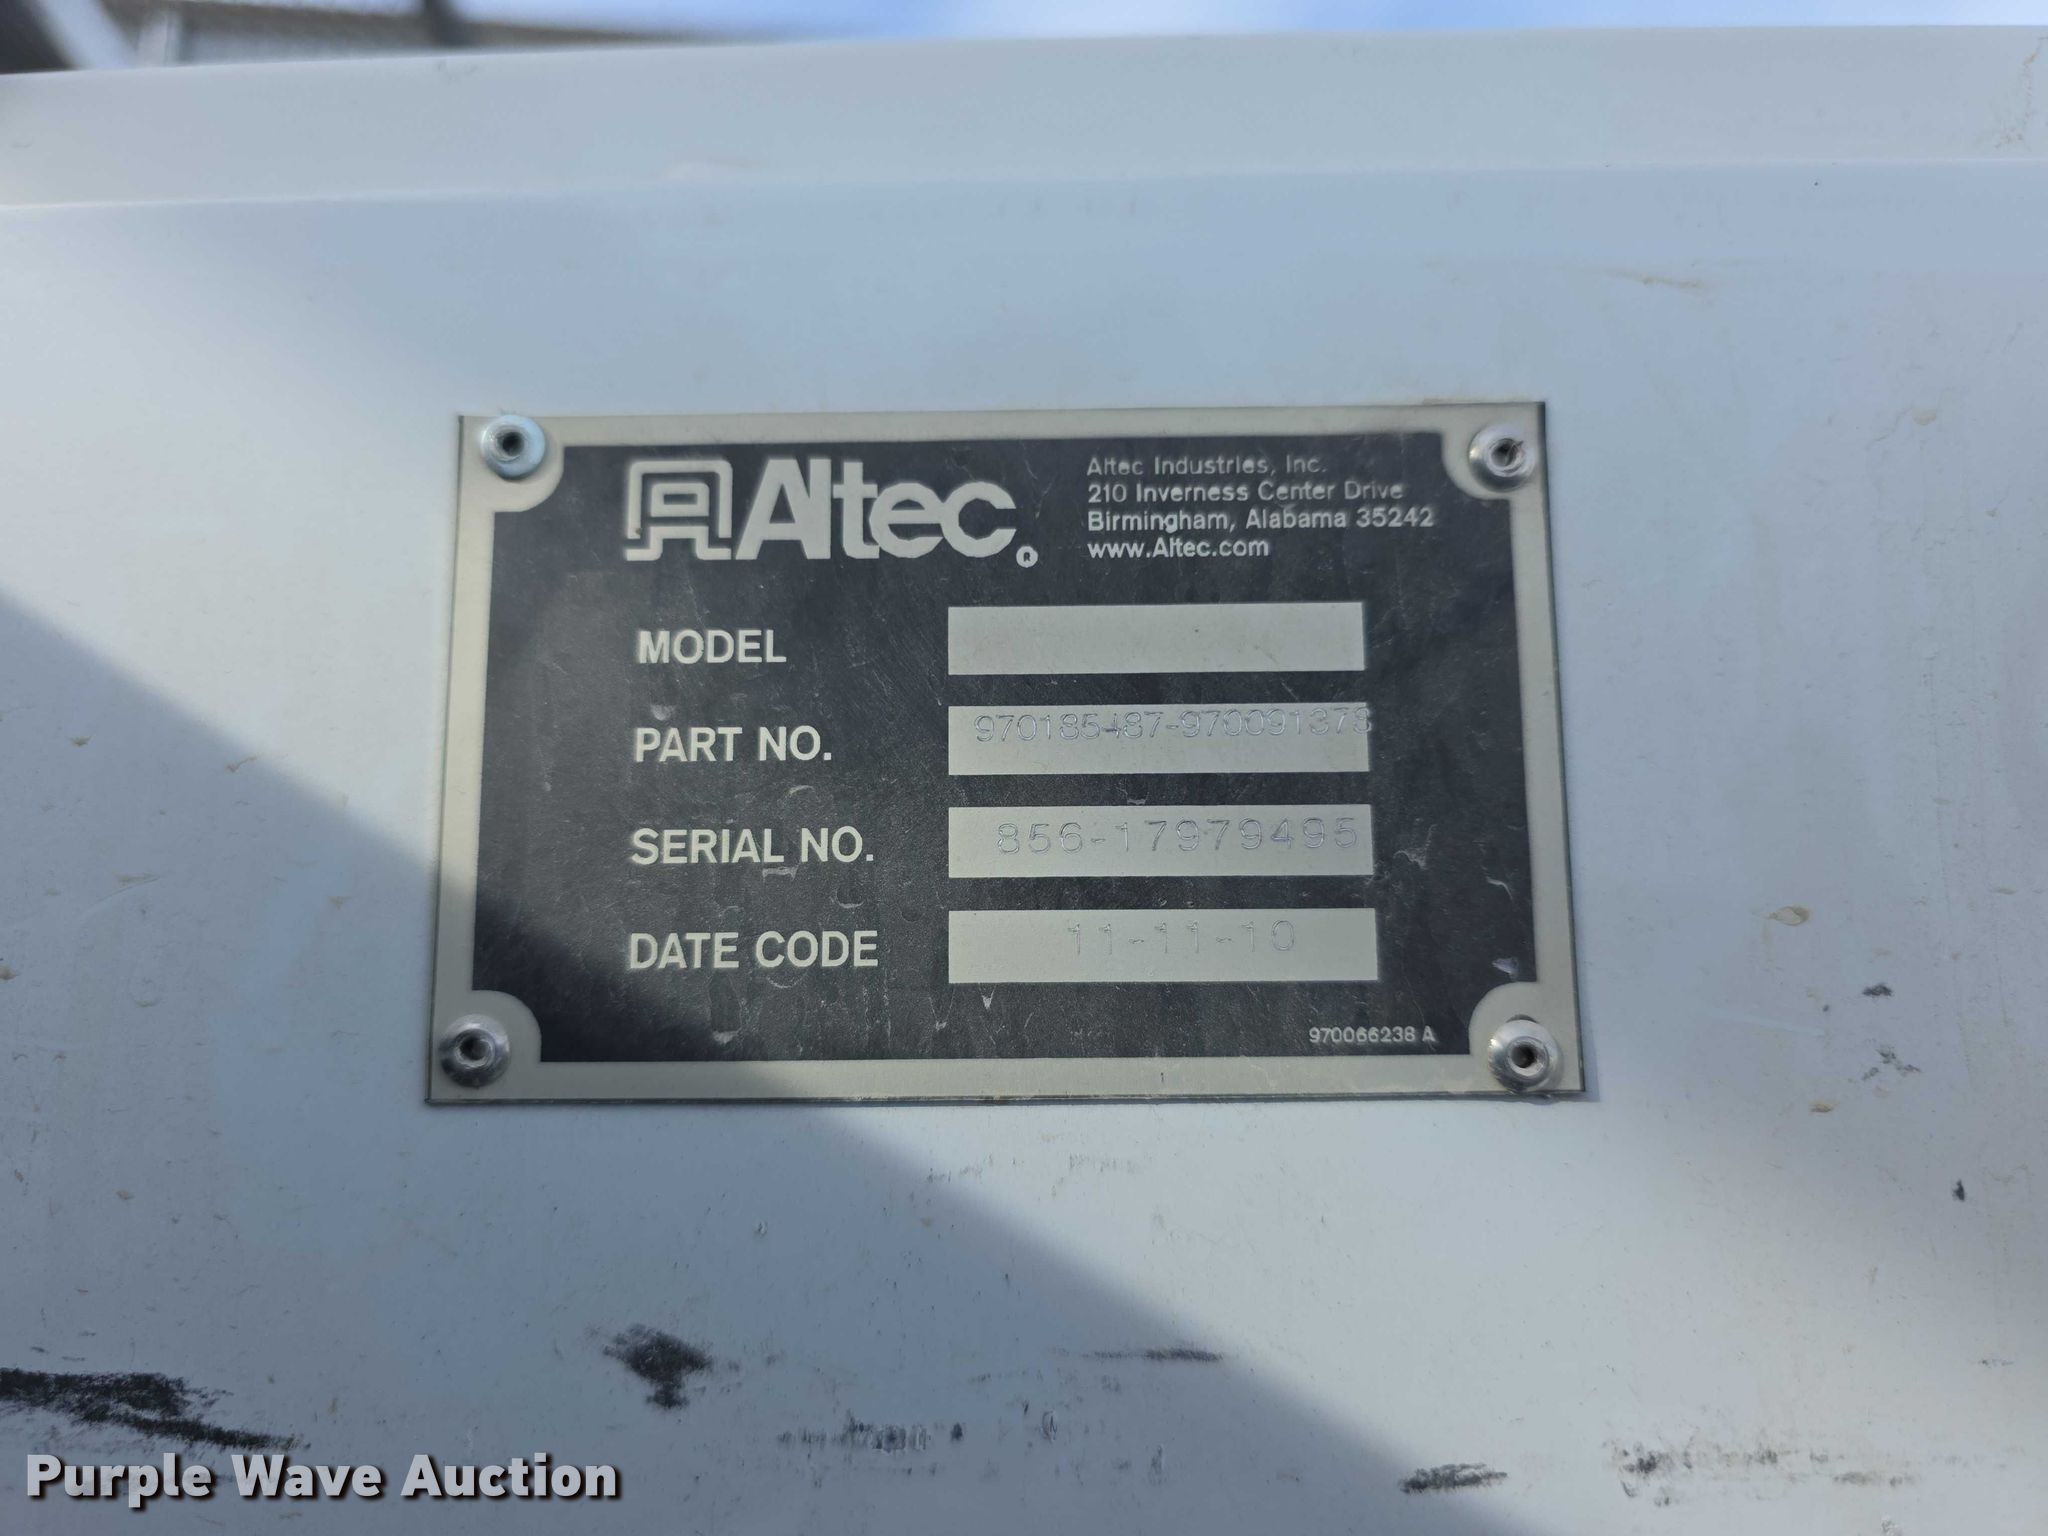 Altec®
Altec Industries, Inc.
210 Inverness Center Drive
Birmingham, Alabama 35242
www.Altec.com
MODEL
PART NO. 970185487-970091373
SERIAL NO. 856-17979495
DATE CODE 11-11-10
970066238 A
Purple Wave Auction